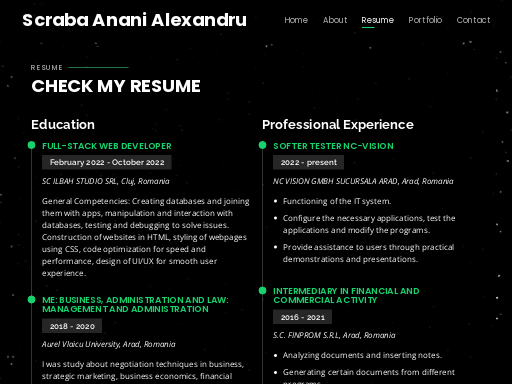 Scraba Anani Alexandru
Home About Resume Portfolio Contact
RESUME
CHECK MY RESUME
Education
FULL-STACK WEB DEVELOPER
February 2022 - October 2022
SC ILBAH STUDIO SRL, Cluj, Romania
General Competencies: Creating databases and joining
them with apps, manipulation and interaction with
databases, testing and debugging to solve issues.
Construction of websites in HTML, styling of webpages
using CSS, code optimization for speed and
performance, design of UI/UX for smooth user
experience.
ME: BUSINESS, ADMINISTRATION AND LAW:
MANAGEMENT AND ADMINISTRATION
2018 - 2020
Aurel Vlaicu University, Arad, Romania
I was study about negotiation techniques in business,
strategic marketing, business economics, financial
Professional Experience
SOFTER TESTER NC-VISION
2022 - present
NC VISION GMBH SUCURSALA ARAD, Arad, Romania
Functioning of the IT system.
Configure the necessary applications, test the
applications and modify the programs.
Provide assistance to users through practical
demonstrations and presentations.
INTERMEDIARY IN FINANCIAL AND
COMMERCIAL ACTIVITY
2016 - 2021
S.C. FINPROM S.R.L, Arad, Romania
Analyzing documents and inserting notes.
Generating certain documents from different
programs.